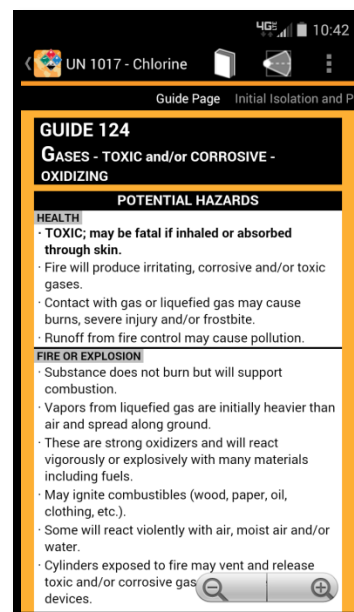 4G 10:42
UN 1017 - Chlorine
Guide Page Initial Isolation and P
GUIDE 124
GASES - TOXIC and/or CORROSIVE -
OXIDIZING
POTENTIAL HAZARDS
HEALTH
· TOXIC; may be fatal if inhaled or absorbed
through skin.
· Fire will produce irritating, corrosive and/or toxic
gases.
· Contact with gas or liquefied gas may cause
burns, severe injury and/or frostbite.
· Runoff from fire control may cause pollution.
FIRE OR EXPLOSION
· Substance does not burn but will support
combustion.
· Vapors from liquefied gas are initially heavier than
air and spread along ground.
· These are strong oxidizers and will react
vigorously or explosively with many materials
including fuels.
· May ignite combustibles (wood, paper, oil,
clothing, etc.).
· Some will react violently with air, moist air and/or
water.
· Cylinders exposed to fire may vent and release
toxic and/or corrosive gas
devices.